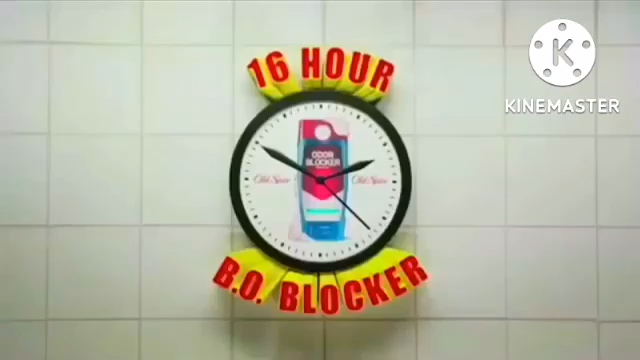 16 HOUR
KINEMASTER
ODOR
BLOCKER
Old Spice Old Spice
B.O. BLOCKER